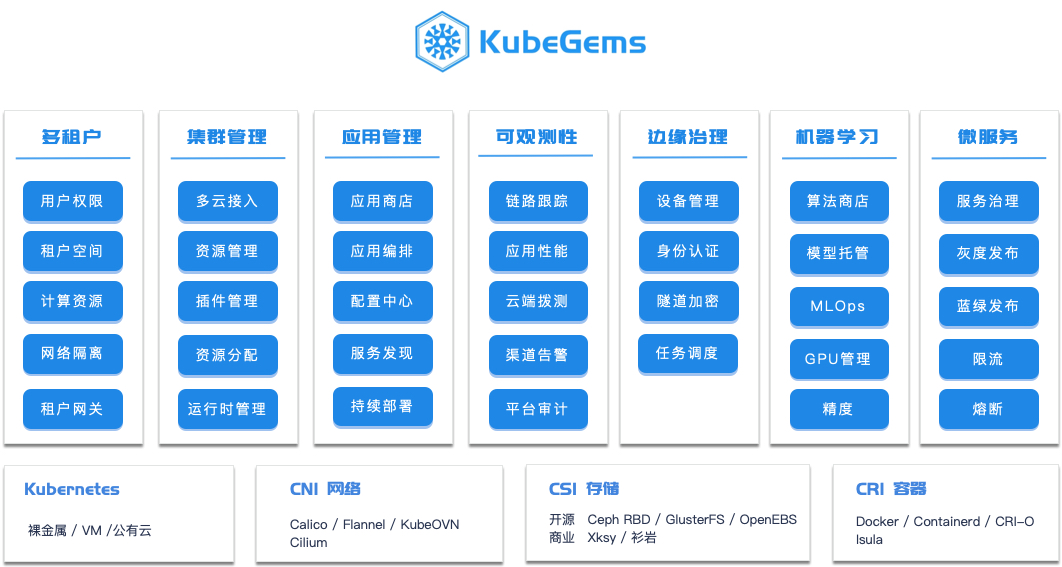 KubeGems
多租户
用户权限
租户空间
计算资源
网络隔离
租户网关
集群管理
多云接入
资源管理
插件管理
资源分配
运行时管理
应用管理
应用商店
应用编排
配置中心
服务发现
持续部署
可观测性
链路跟踪
应用性能
云端拨测
渠道告警
平台审计
边缘治理
设备管理
身份认证
隧道加密
任务调度
机器学习
算法商店
模型托管
MLOps
GPU管理
精度
微服务
服务治理
灰度发布
蓝绿发布
限流
熔断
Kubernetes
裸金属 / VM /公有云
CNI 网络
Calico / Flannel / KubeOVN
Cilium
CSI 存储
开源 Ceph RBD / GlusterFS / OpenEBS
商业 Xksy / 衫岩
CRI 容器
Docker / Containerd / CRI-O
Isula